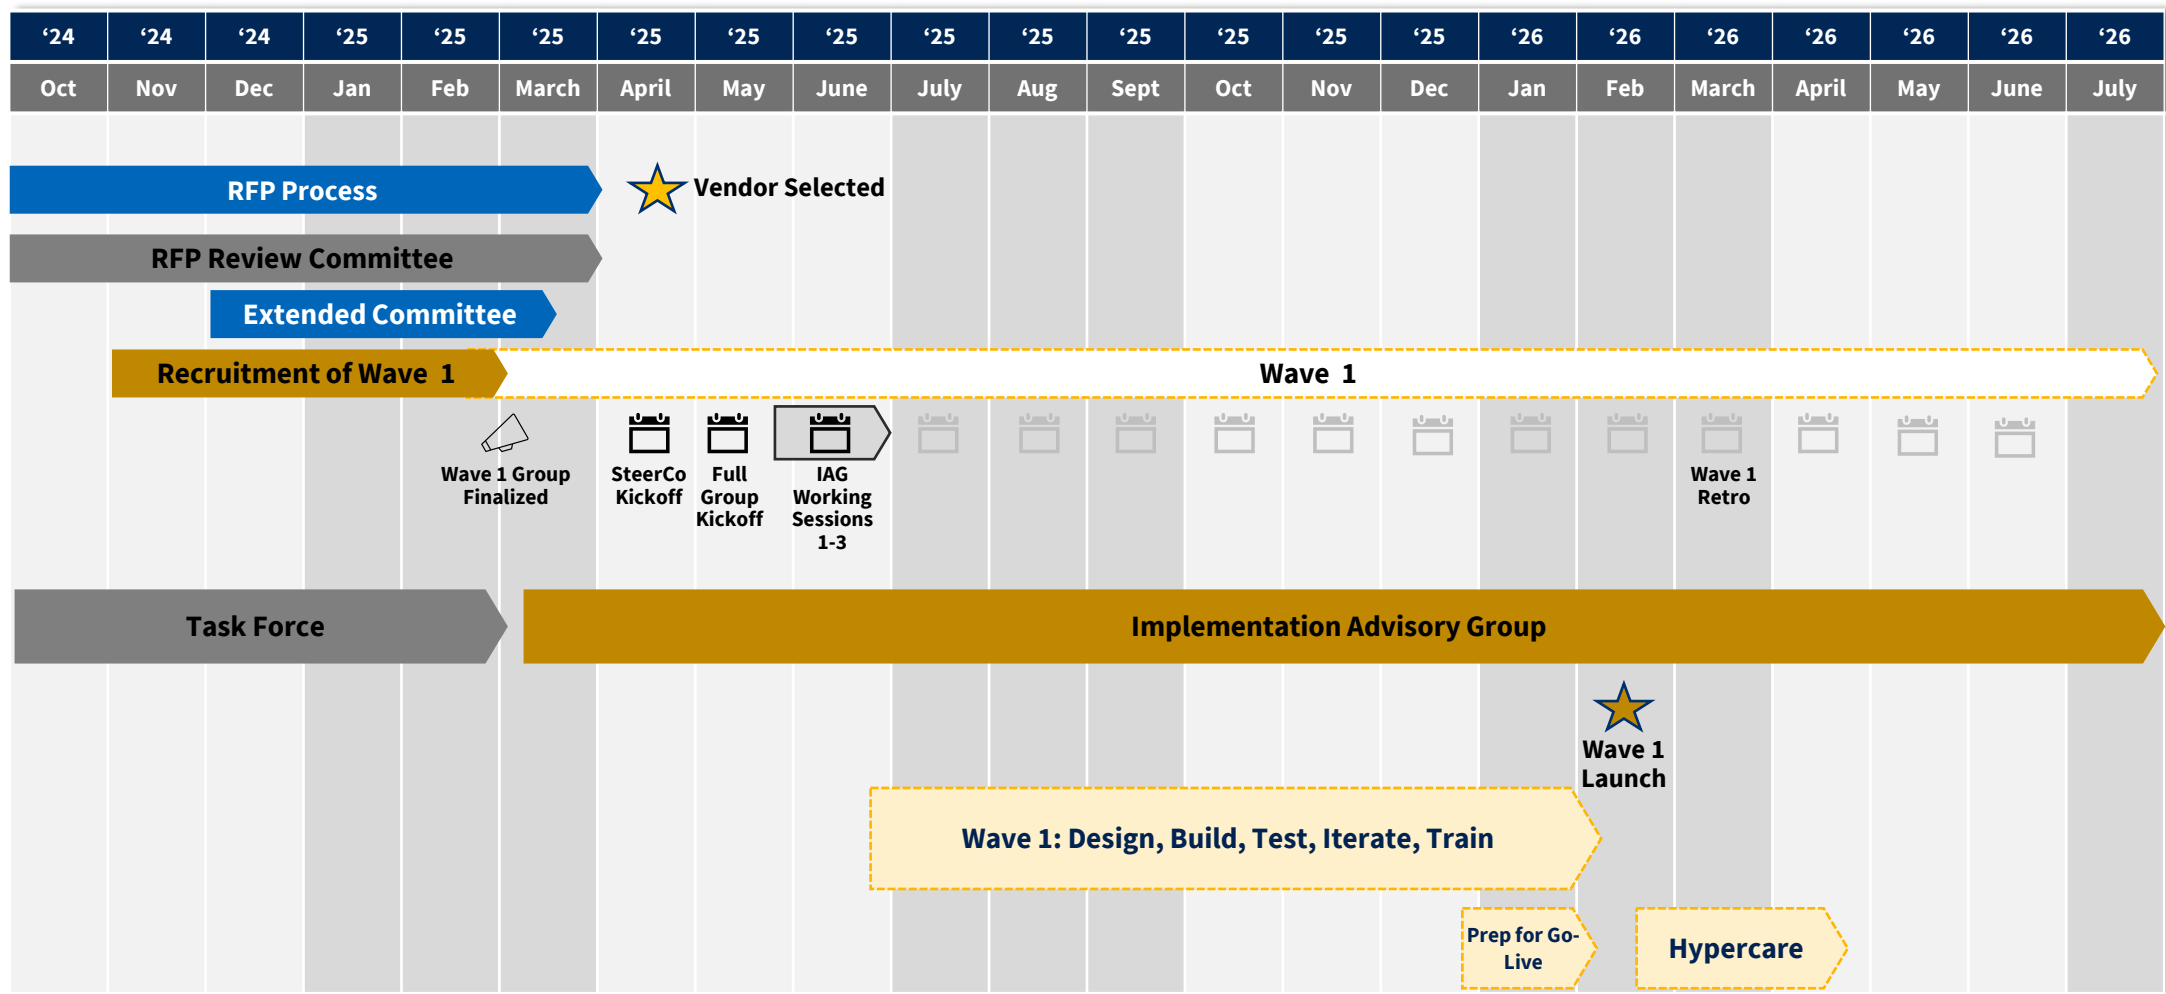 ‘24 ‘24 ‘24 ‘25 ‘25 ‘25 ‘25 ‘25 ‘25 ‘25 ‘25 ‘25 ‘25 ‘25 ‘25 ‘26 ‘26 ‘26 ‘26 ‘26 ‘26 ‘26
Oct Nov Dec Jan Feb March April May June July Aug Sept Oct Nov Dec Jan Feb March April May June July
RFP Process
Vendor Selected
RFP Review Committee
Extended Committee
Recruitment of Wave 1
Wave 1
Wave 1 Group
Finalized
SteerCo
Kickoff
Full
Group
Kickoff
IAG
Working
Sessions
1-3
Wave 1
Retro
Task Force
Implementation Advisory Group
Wave 1
Launch
Wave 1: Design, Build, Test, Iterate, Train
Prep for Go-
Live
Hypercare